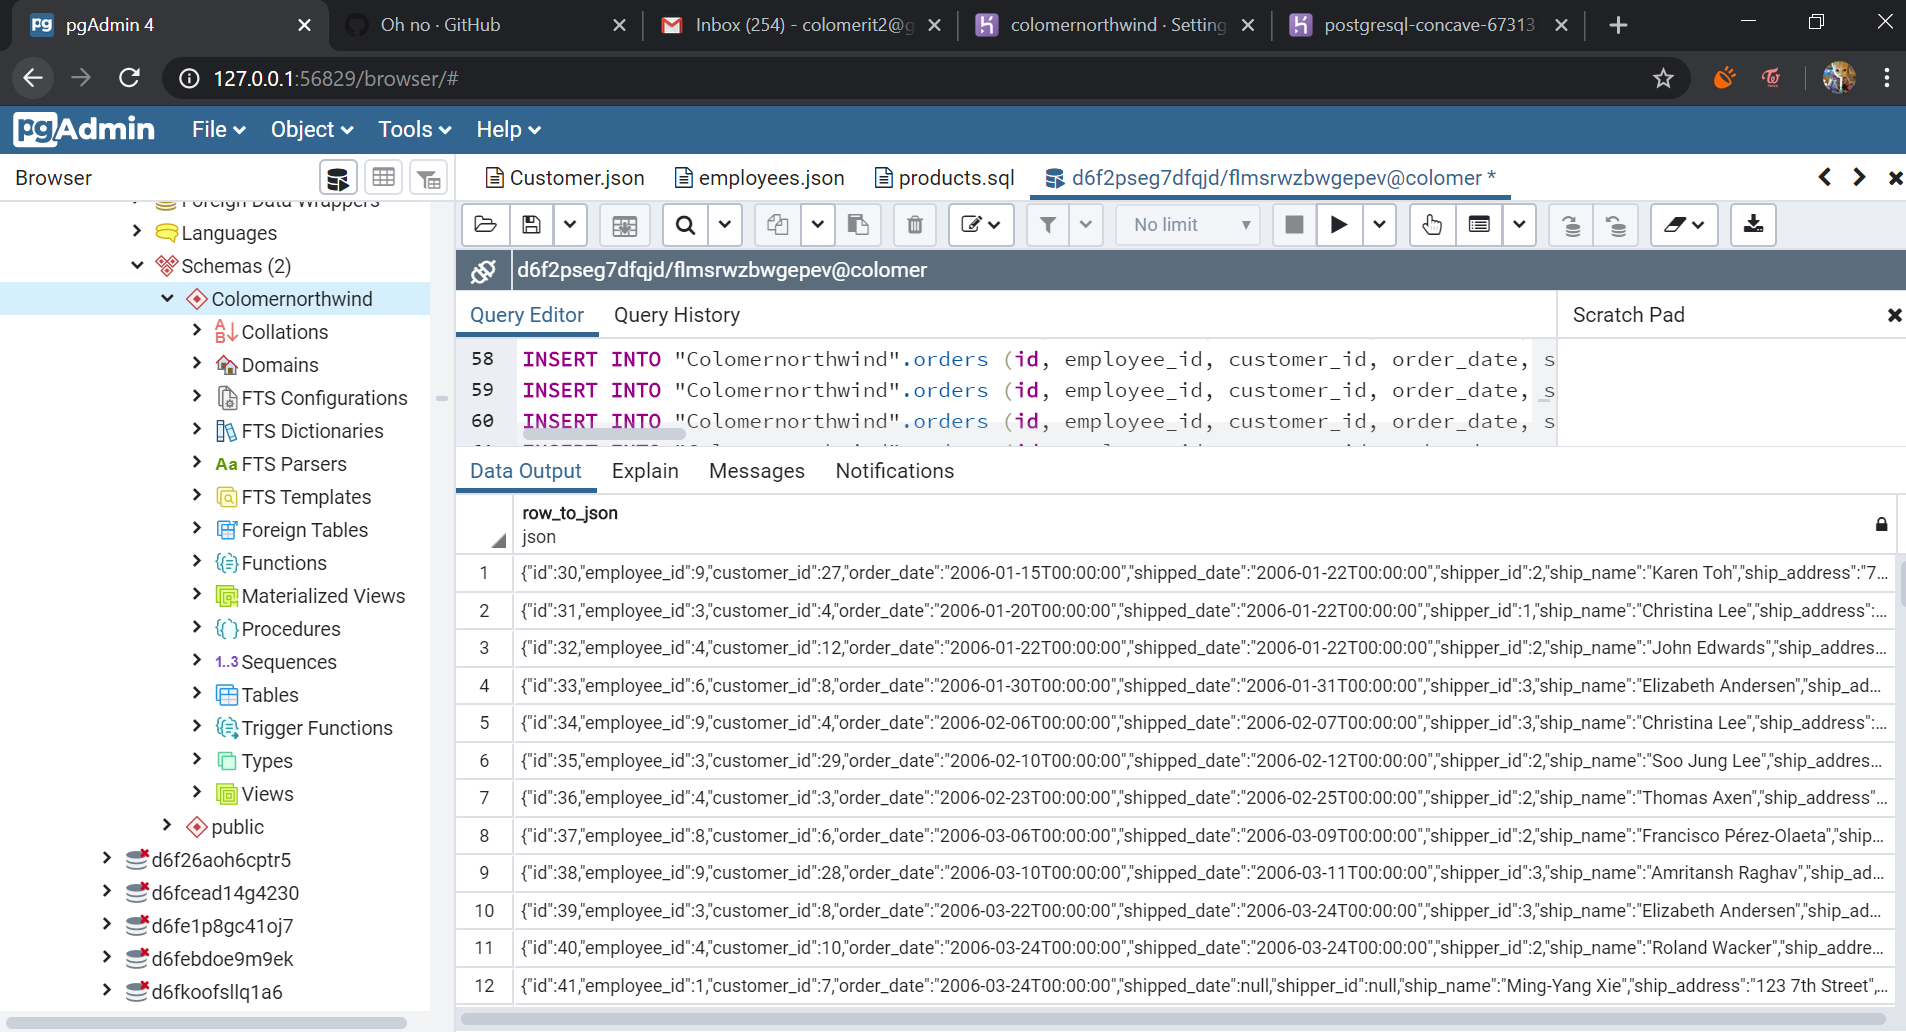 pgAdmin 4
Oh no · GitHub
Inbox (254) - colomerit2@g
colomernorthwind · Setting
postgresql-concave-67313
127.0.0.1:56829/browser/#
pgAdmin File Object Tools Help
Browser
Customer.json employees.json products.sql d6f2pseg7dfqjd/flmsrwzbwgepev@colomer *
No limit
d6f2pseg7dfqjd/flmsrwzbwgepev@colomer
Foreign Data Wrappers
Languages
Schemas (2)
Colomernorthwind
Collations
Domains
FTS Configurations
FTS Dictionaries
FTS Parsers
FTS Templates
Foreign Tables
Functions
Materialized Views
Procedures
1..3 Sequences
Tables
Trigger Functions
Types
Views
public
d6f26aoh6cptr5
d6fcead14g4230
d6fe1p8gc41oj7
d6febdoe9m9ek
d6fkoofsllq1a6
Query Editor Query History
Scratch Pad
58 INSERT INTO "Colomernorthwind".orders (id, employee_id, customer_id, order_date, s
59 INSERT INTO "Colomernorthwind".orders (id, employee_id, customer_id, order_date, s
60 INSERT INTO "Colomernorthwind".orders (id, employee_id, customer_id, order_date, s
Data Output Explain Messages Notifications
row_to_json
json
1 {"id":30,"employee_id":9,"customer_id":27,"order_date":"2006-01-15T00:00:00","shipped_date":"2006-01-22T00:00:00","shipper_id":2,"ship_name":"Karen Toh","ship_address":"7...
2 {"id":31,"employee_id":3,"customer_id":4,"order_date":"2006-01-20T00:00:00","shipped_date":"2006-01-22T00:00:00","shipper_id":1,"ship_name":"Christina Lee","ship_address":...
3 {"id":32,"employee_id":4,"customer_id":12,"order_date":"2006-01-22T00:00:00","shipped_date":"2006-01-22T00:00:00","shipper_id":2,"ship_name":"John Edwards","ship_addres...
4 {"id":33,"employee_id":6,"customer_id":8,"order_date":"2006-01-30T00:00:00","shipped_date":"2006-01-31T00:00:00","shipper_id":3,"ship_name":"Elizabeth Andersen","ship_ad...
5 {"id":34,"employee_id":9,"customer_id":4,"order_date":"2006-02-06T00:00:00","shipped_date":"2006-02-07T00:00:00","shipper_id":3,"ship_name":"Christina Lee","ship_address":...
6 {"id":35,"employee_id":3,"customer_id":29,"order_date":"2006-02-10T00:00:00","shipped_date":"2006-02-12T00:00:00","shipper_id":2,"ship_name":"Soo Jung Lee","ship_addres...
7 {"id":36,"employee_id":4,"customer_id":3,"order_date":"2006-02-23T00:00:00","shipped_date":"2006-02-25T00:00:00","shipper_id":2,"ship_name":"Thomas Axen","ship_address"...
8 {"id":37,"employee_id":8,"customer_id":6,"order_date":"2006-03-06T00:00:00","shipped_date":"2006-03-09T00:00:00","shipper_id":2,"ship_name":"Francisco Pérez-Olaeta","ship...
9 {"id":38,"employee_id":9,"customer_id":28,"order_date":"2006-03-10T00:00:00","shipped_date":"2006-03-11T00:00:00","shipper_id":3,"ship_name":"Amritansh Raghav","ship_ad...
10 {"id":39,"employee_id":3,"customer_id":8,"order_date":"2006-03-22T00:00:00","shipped_date":"2006-03-24T00:00:00","shipper_id":3,"ship_name":"Elizabeth Andersen","ship_ad...
11 {"id":40,"employee_id":4,"customer_id":10,"order_date":"2006-03-24T00:00:00","shipped_date":"2006-03-24T00:00:00","shipper_id":2,"ship_name":"Roland Wacker","ship_addre...
12 {"id":41,"employee_id":1,"customer_id":7,"order_date":"2006-03-24T00:00:00","shipped_date":null,"shipper_id":null,"ship_name":"Ming-Yang Xie","ship_address":"123 7th Street",...